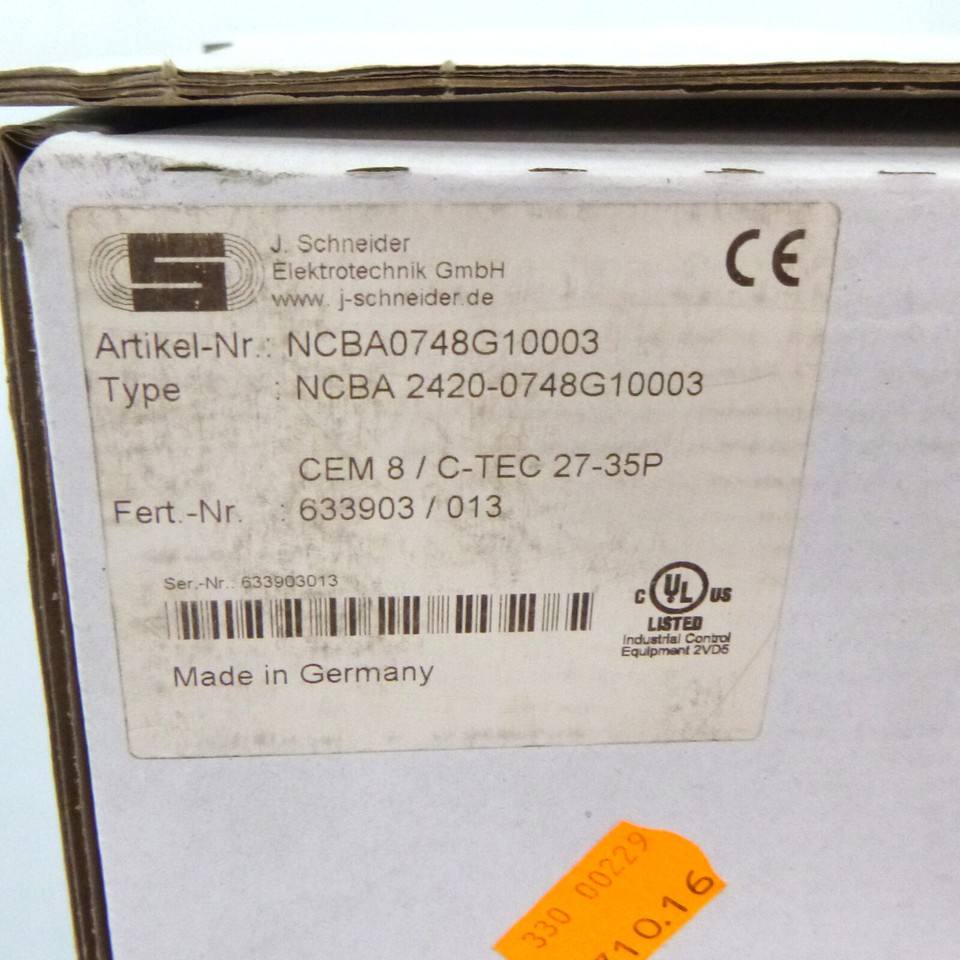 J. Schneider
Elektrotechnik GmbH
www. j-schneider.de
CE
Artikel-Nr.: NCBA0748G10003
Type : NCBA 2420-0748G10003
CEM 8 / C-TEC 27-35P
Fert.-Nr. : 633903 / 013
Ser.-Nr.: 633903013
C UL US
LISTED
Industrial Control
Equipment 2VD5
Made in Germany
330 00229
10.16